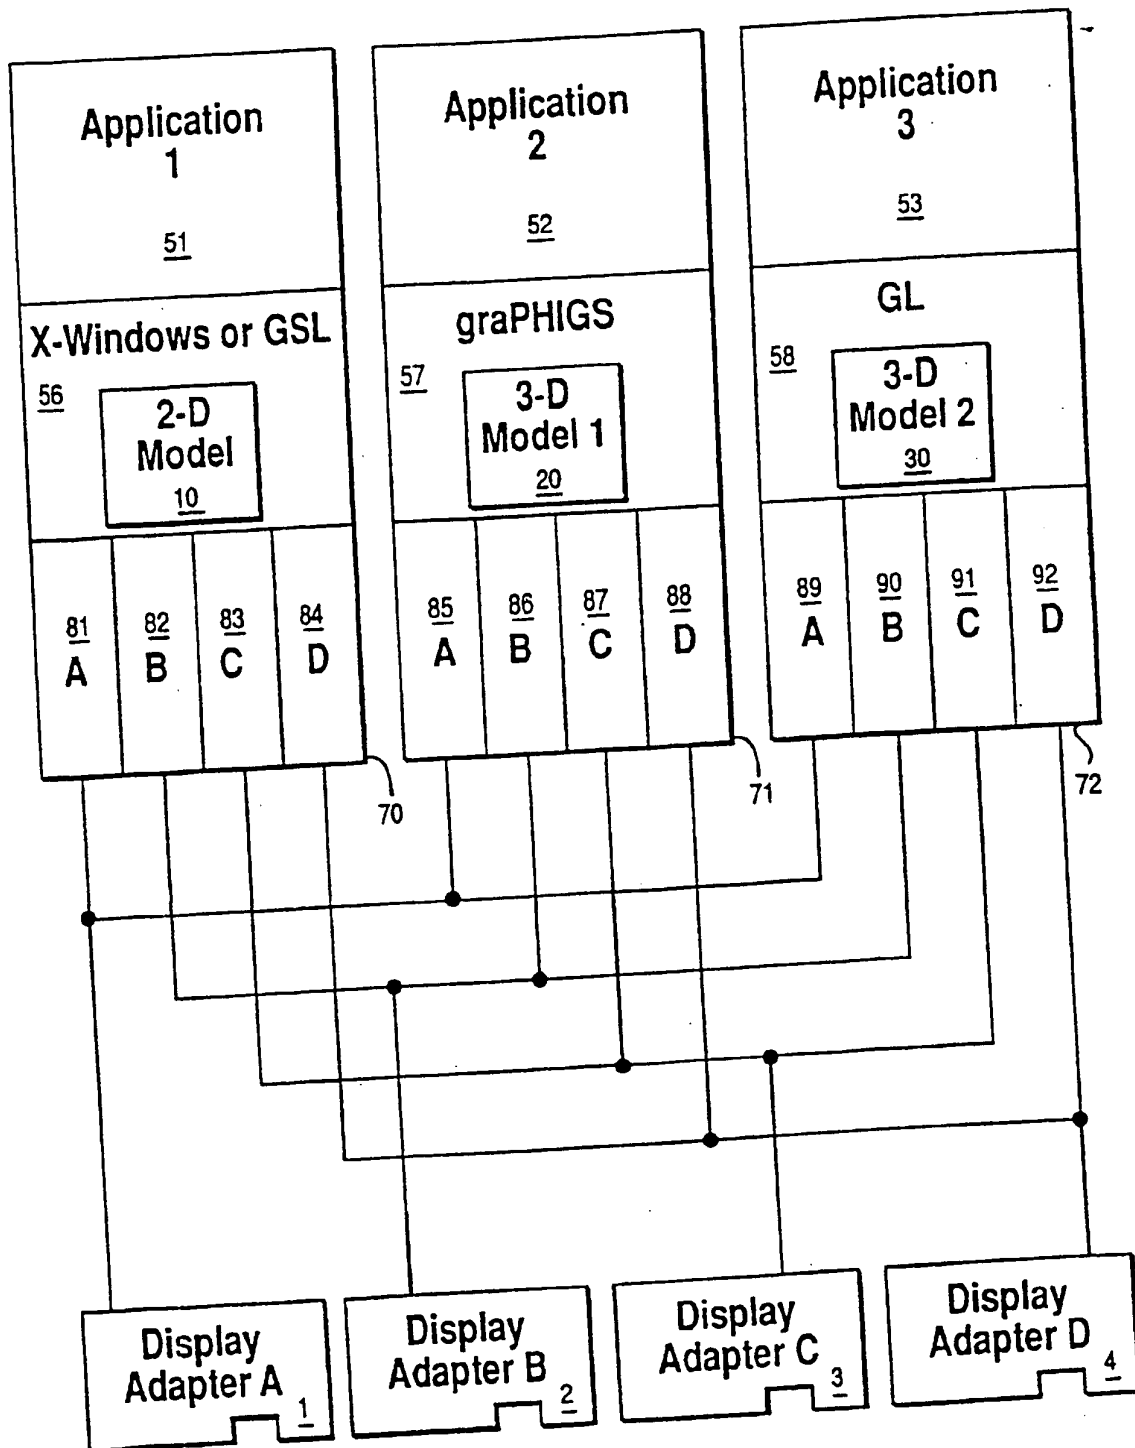 Application
1
51
X-Windows or GSL
56
2-D
Model
10
81
A
82
B
83
C
84
D
70
Application
2
52
graPHIGS
57
3-D
Model 1
20
85
A
86
B
87
C
88
D
71
Application
3
53
GL
58
3-D
Model 2
30
89
A
90
B
91
C
92
D
72
Display
Adapter A
1
Display
Adapter B
2
Display
Adapter C
3
Display
Adapter D
4